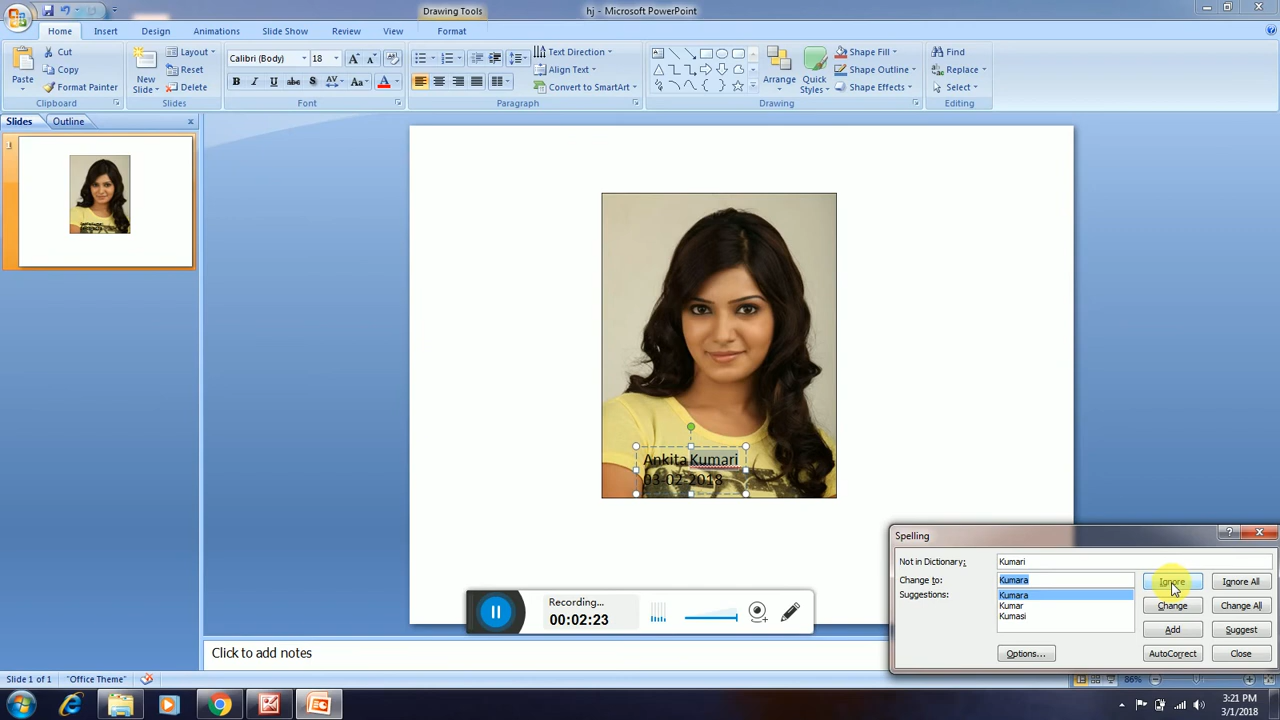 Drawing Tools
hj - Microsoft PowerPoint
Home
Insert
Design
Animations
Slide Show
Review
View
Format
Paste
Cut
Copy
Format Painter
Clipboard
New Slide
Layout
Reset
Delete
Slides
Calibri (Body)
18
B I U abc S AV Aa A
Font
Text Direction
Align Text
Convert to SmartArt
Paragraph
Arrange
Quick Styles
Shape Fill
Shape Outline
Shape Effects
Drawing
Find
Replace
Select
Editing
Slides
Outline
1
Ankita Kumari
03-02-2018
Spelling
Not in Dictionary: Kumari
Change to: Kumara
Suggestions: Kumara
Kumar
Kumasi
Ignore
Ignore All
Change
Change All
Add
Suggest
Options...
AutoCorrect
Close
Recording...
00:02:23
Click to add notes
Slide 1 of 1
"Office Theme"
86%
3:21 PM
3/1/2018